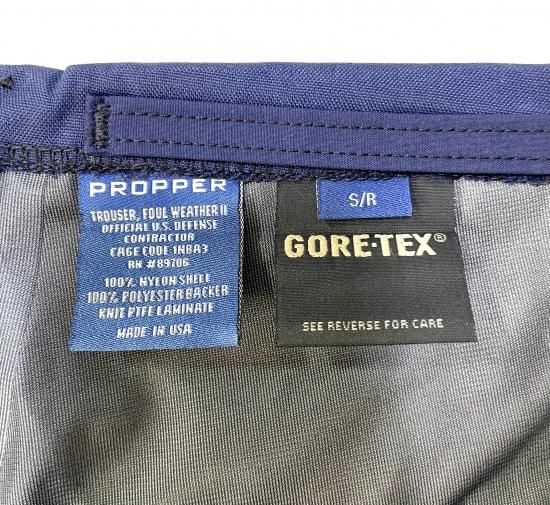 PROPPER
TROUSER, FOUL WEATHER II
OFFICIAL U.S. DEFENSE
CONTRACTOR
CAGE CODE 1NBA3
RN #89706
100% NYLON SHELL
100% POLYESTER BACKER
KNIT PTFE LAMINATE
MADE IN USA
S/R
GORE-TEX®
SEE REVERSE FOR CARE